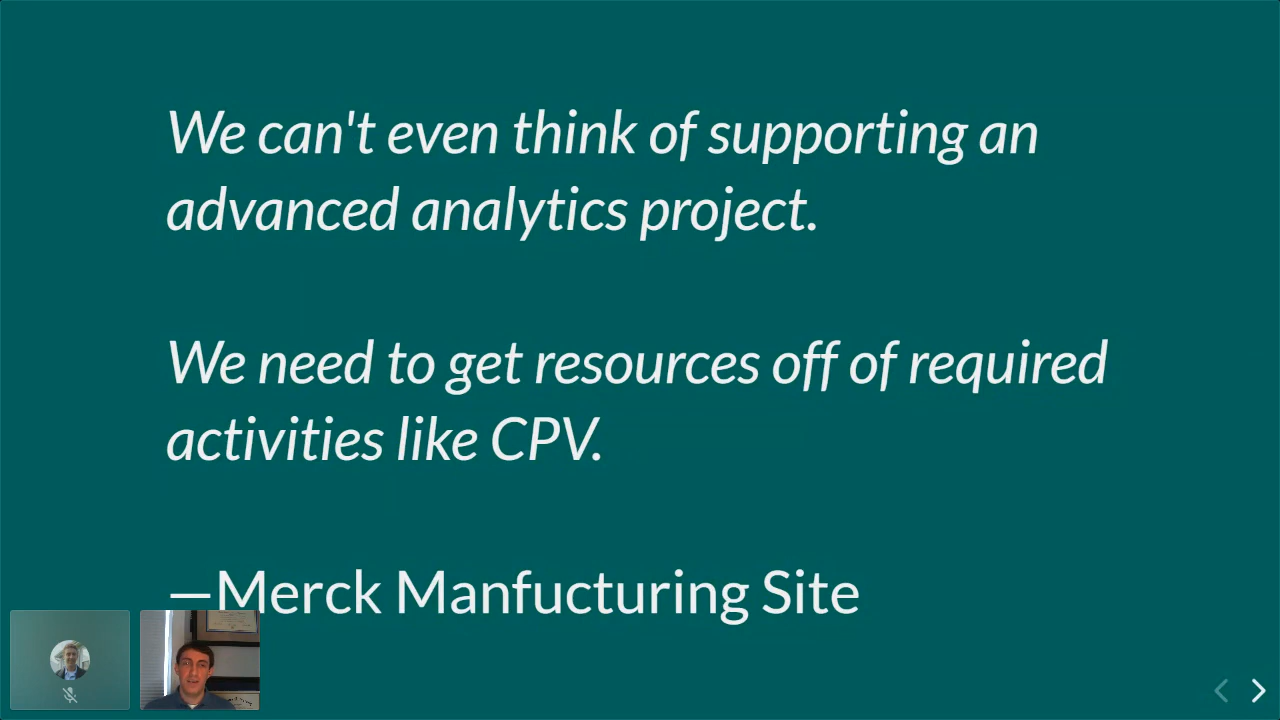 We can't even think of supporting an
advanced analytics project.
We need to get resources off of required
activities like CPV.
—Merck Manfucturing Site